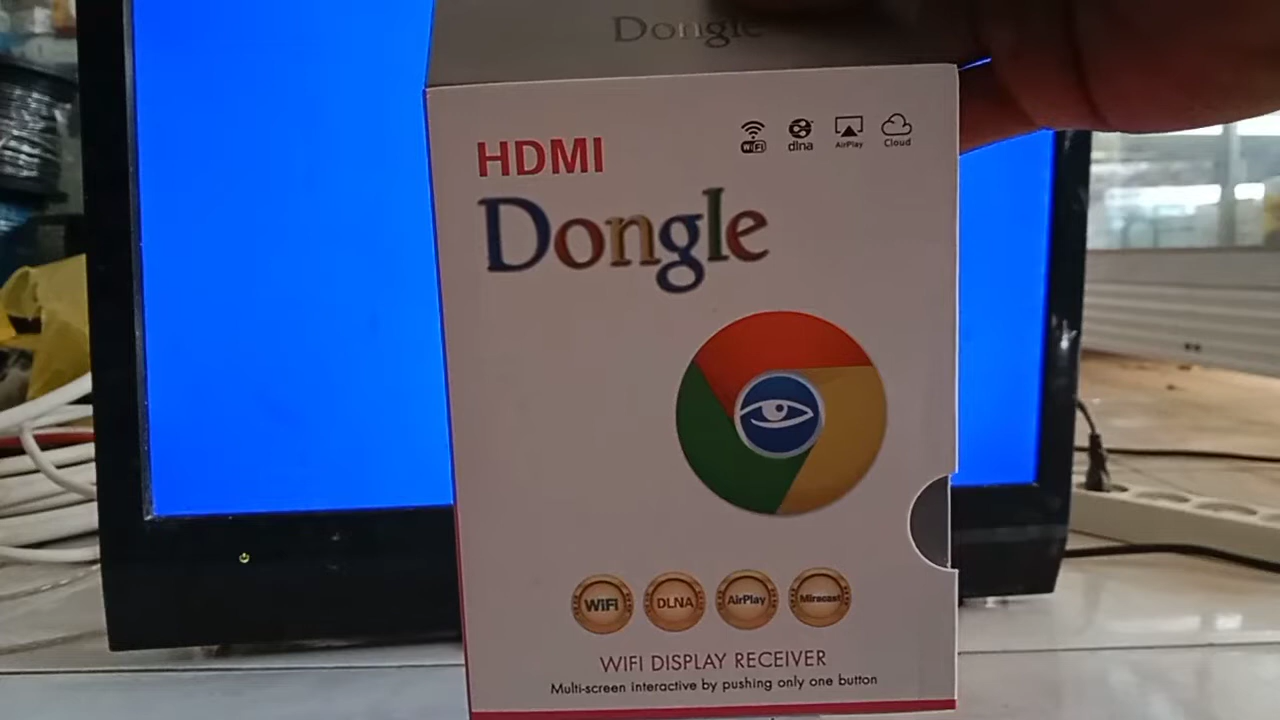 Dongle
WiFi dlna AirPlay Cloud
HDMI
Dongle
WiFi DLNA AirPlay Miracast
WIFI DISPLAY RECEIVER
Multi-screen interactive by pushing only one button